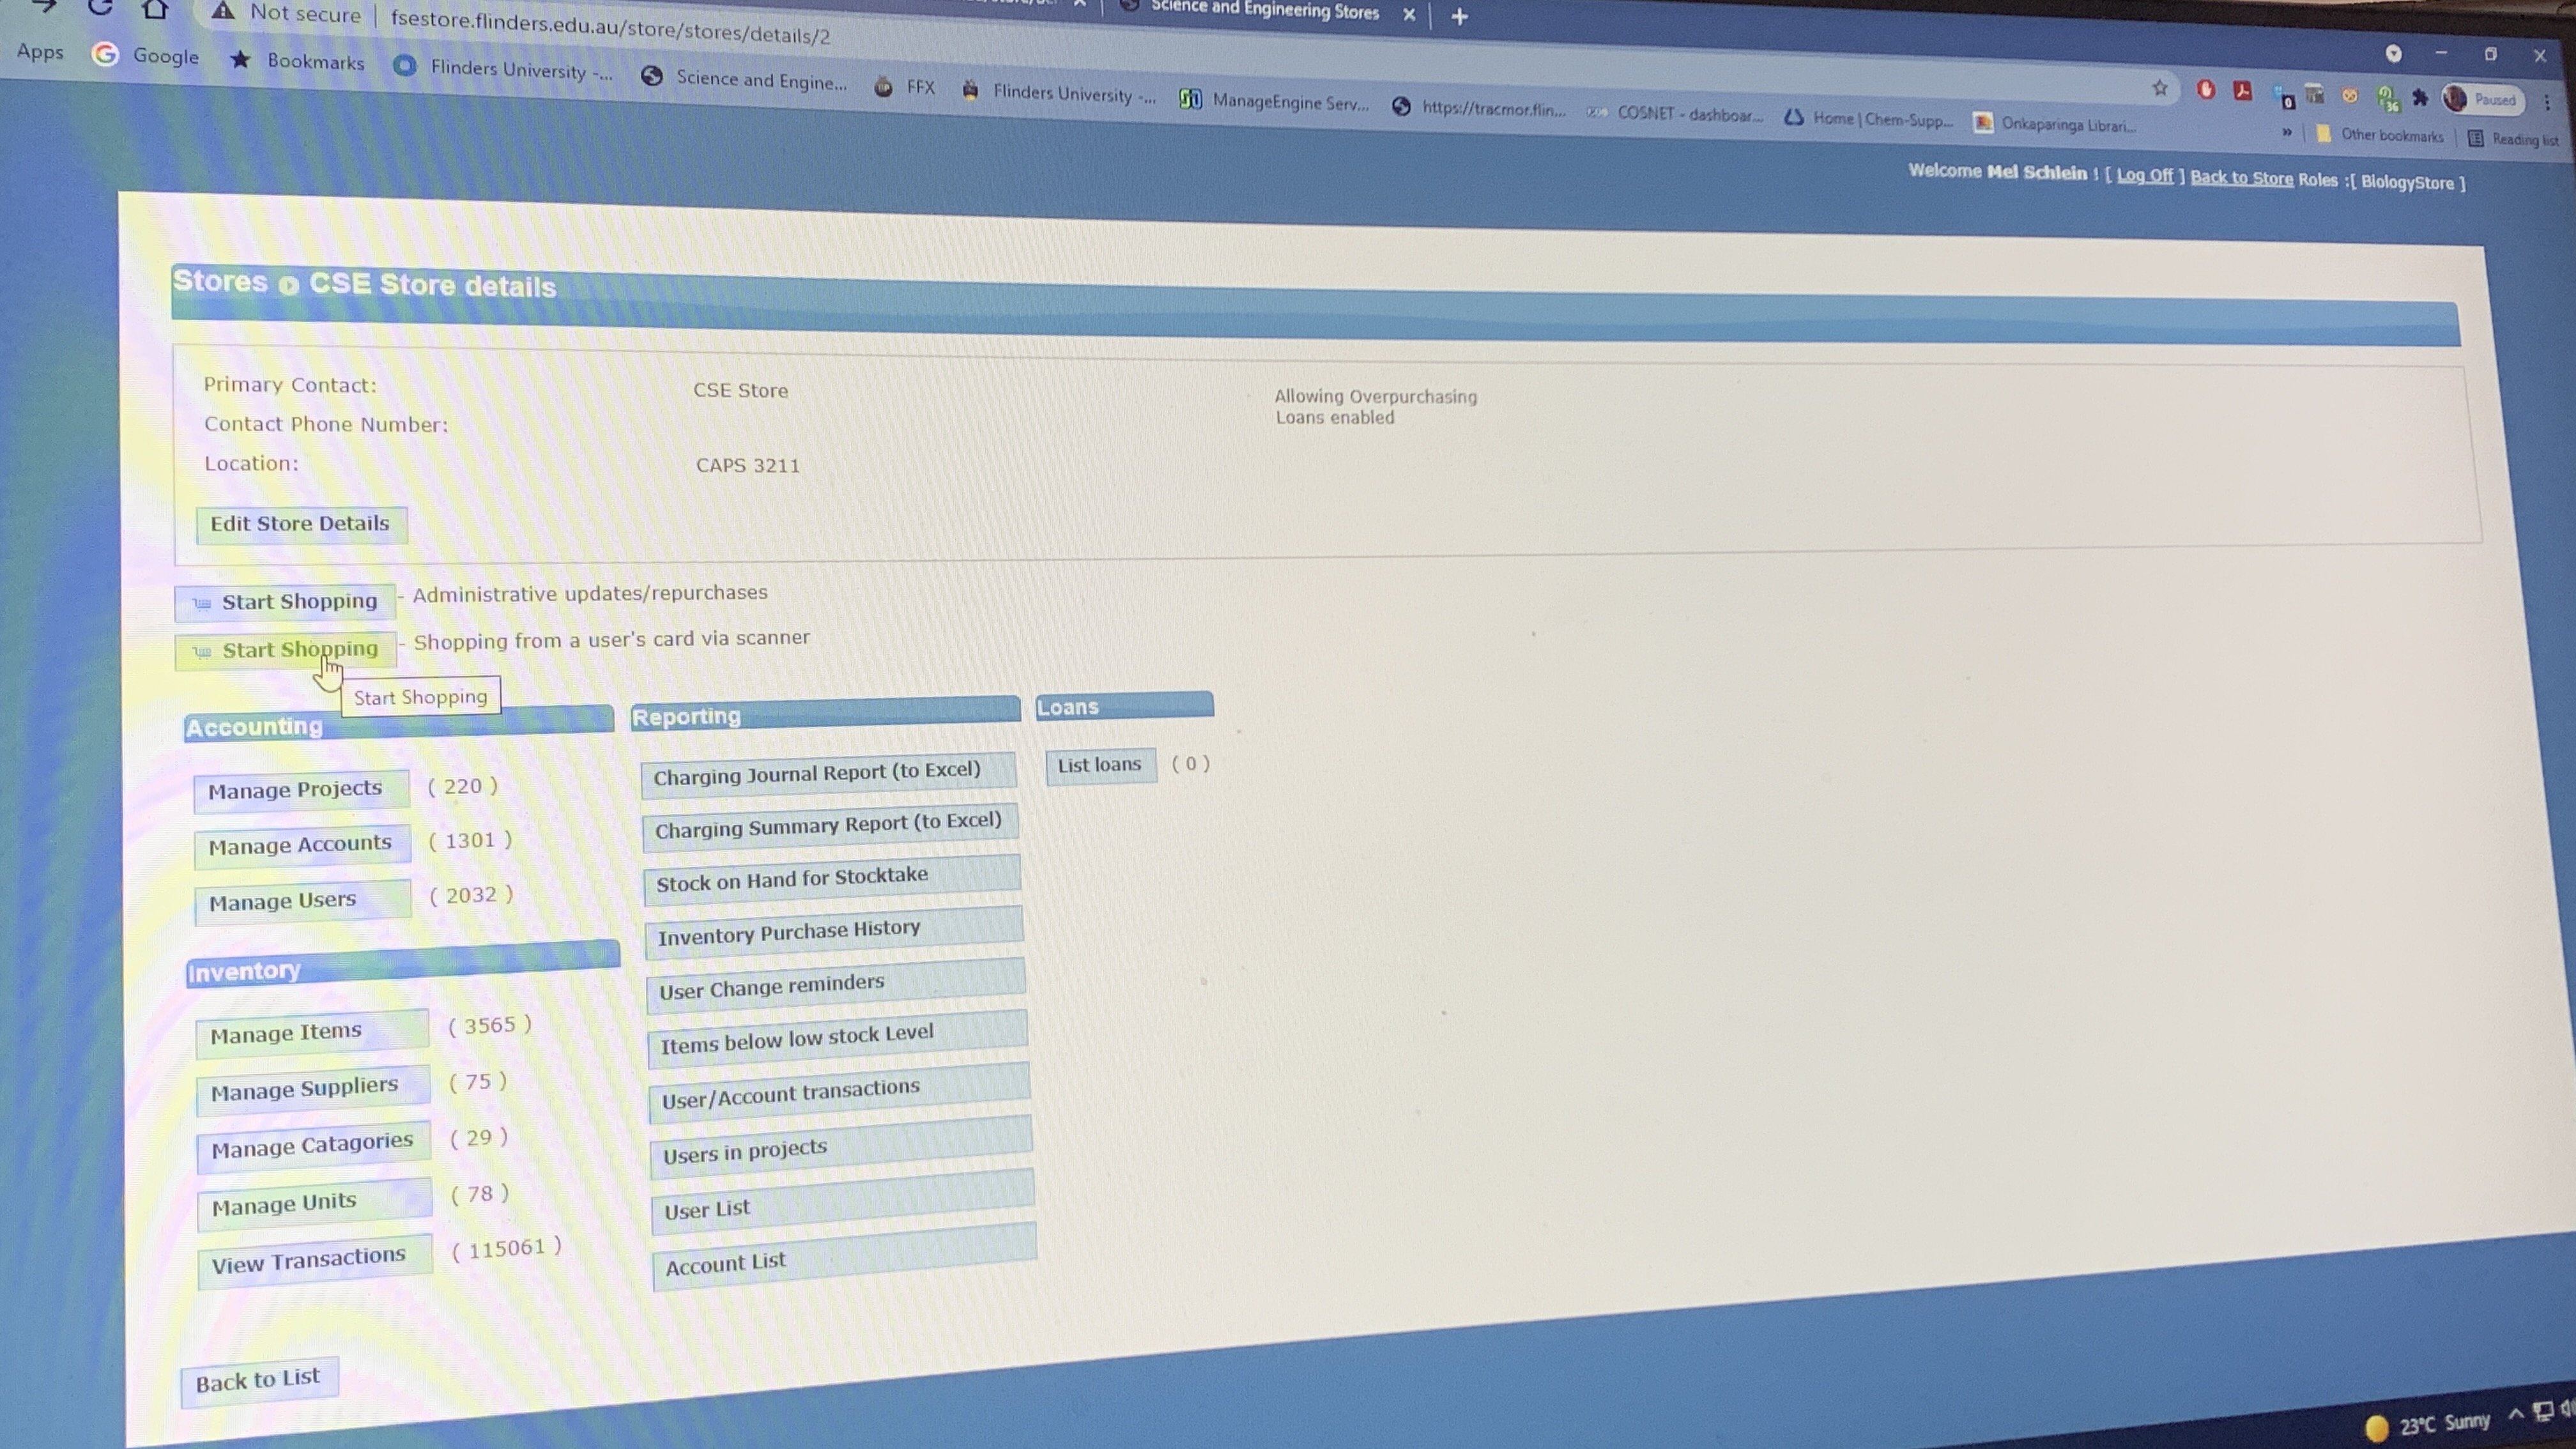 Science and Engineering Stores
Not secure | fsestore.flinders.edu.au/store/stores/details/2
Apps Google Bookmarks Flinders University -... Science and Engine... FFX Flinders University -... ManageEngine Serv... https://tracmor.flin... COSNET - dashboar... Home | Chem-Supp... Onkaparinga Librari... » Other bookmarks Reading list
0 36 Paused
Welcome Mel Schlein ! [ Log Off ] Back to Store Roles :[ BiologyStore ]
Stores CSE Store details
Primary Contact: CSE Store
Allowing Overpurchasing
Loans enabled
Contact Phone Number:
Location: CAPS 3211
Edit Store Details
Start Shopping - Administrative updates/repurchases
Start Shopping - Shopping from a user's card via scanner
Start Shopping
Accounting
Manage Projects ( 220 )
Manage Accounts ( 1301 )
Manage Users ( 2032 )
Inventory
Manage Items ( 3565 )
Manage Suppliers ( 75 )
Manage Catagories ( 29 )
Manage Units ( 78 )
View Transactions ( 115061 )
Reporting
Charging Journal Report (to Excel)
Charging Summary Report (to Excel)
Stock on Hand for Stocktake
Inventory Purchase History
User Change reminders
Items below low stock Level
User/Account transactions
Users in projects
User List
Account List
Loans
List loans ( 0 )
Back to List
23°C Sunny